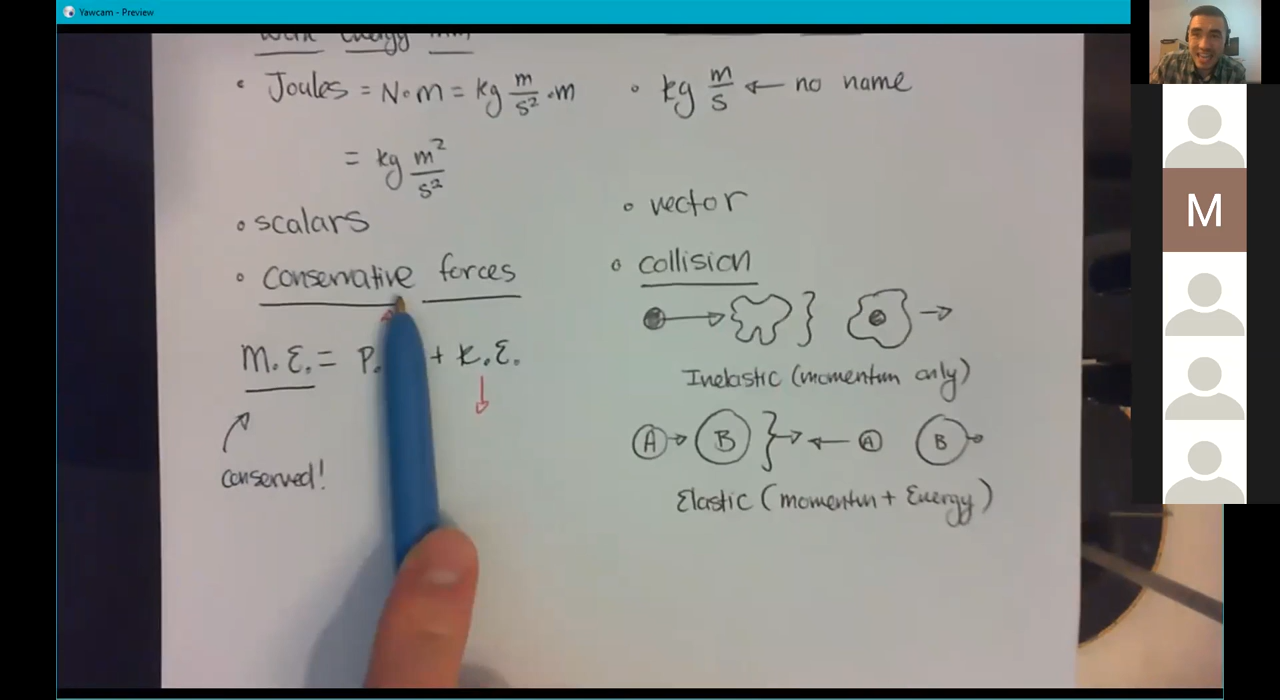 Yawcam - Preview
work energy
• Joules = N•m = kg m/s² •m
= kg m²/s²
• scalars
• conservative forces
M.E. = P. + K.E.
conserved!
• kg m/s ← no name
• vector
• collision
Inelastic (momentum only)
A B } A B
Elastic (momentum + Energy)
M